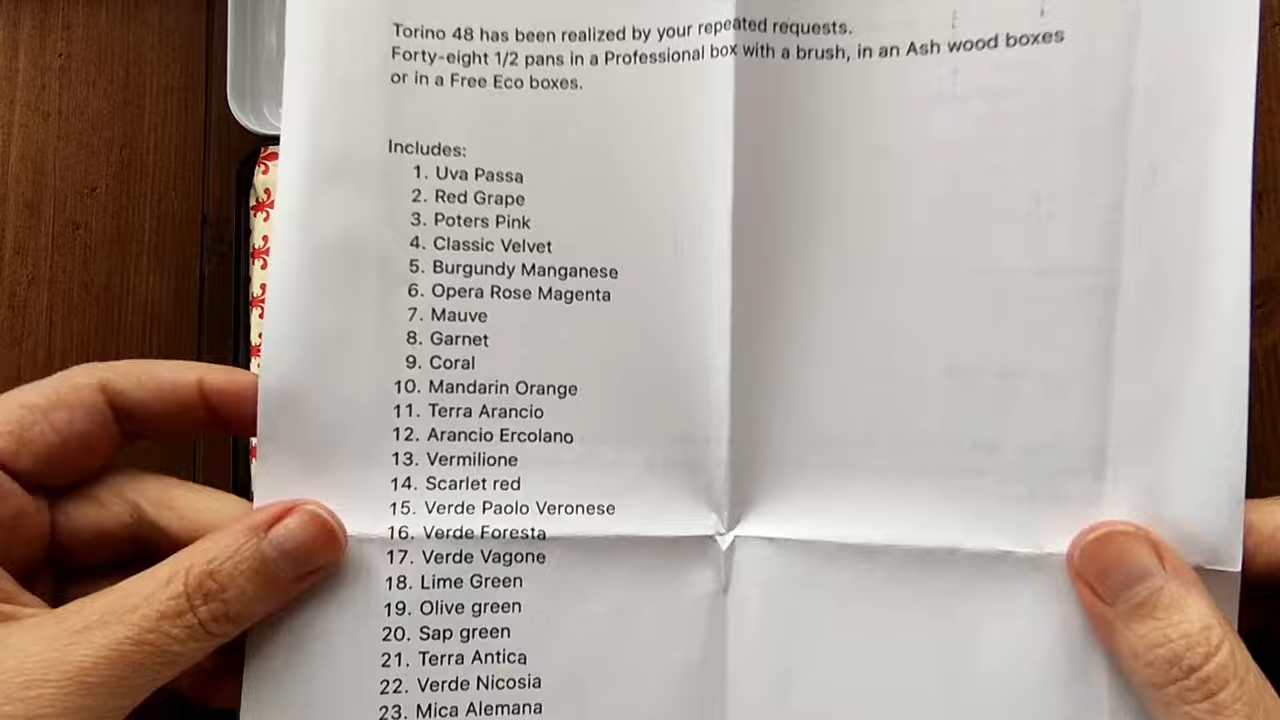 Torino 48 has been realized by your repeated requests.
Forty-eight 1/2 pans in a Professional box with a brush, in an Ash wood boxes
or in a Free Eco boxes.
Includes:
1. Uva Passa
2. Red Grape
3. Poters Pink
4. Classic Velvet
5. Burgundy Manganese
6. Opera Rose Magenta
7. Mauve
8. Garnet
9. Coral
10. Mandarin Orange
11. Terra Arancio
12. Arancio Ercolano
13. Vermilione
14. Scarlet red
15. Verde Paolo Veronese
16. Verde Foresta
17. Verde Vagone
18. Lime Green
19. Olive green
20. Sap green
21. Terra Antica
22. Verde Nicosia
23. Mica Alemana